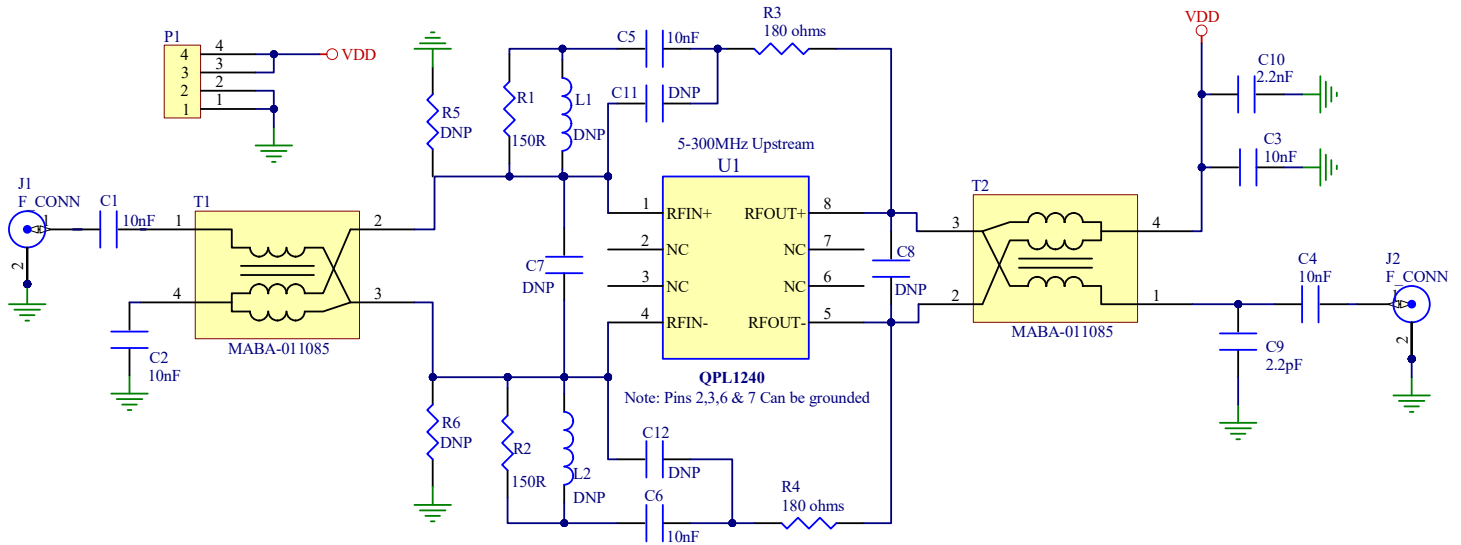 P1
4
3
2
1
4
3
2
1
VDD
J1
F_CONN
1
2
C1
10nF
T1
1
2
4
3
MABA-011085
C2
10nF
R5
DNP
R1
150R
L1
DNP
C5
10nF
C11
DNP
R3
180 ohms
C7
DNP
5-300MHz Upstream
U1
1
RFIN+
2
NC
3
NC
4
RFIN-
RFOUT+
8
NC
7
NC
6
RFOUT-
5
QPL1240
Note: Pins 2,3,6 & 7 Can be grounded
R6
DNP
R2
150R
L2
DNP
C12
DNP
C6
10nF
R4
180 ohms
C8
DNP
T2
3
4
2
1
MABA-011085
VDD
C10
2.2nF
C3
10nF
C4
10nF
C9
2.2pF
J2
F_CONN
1
2